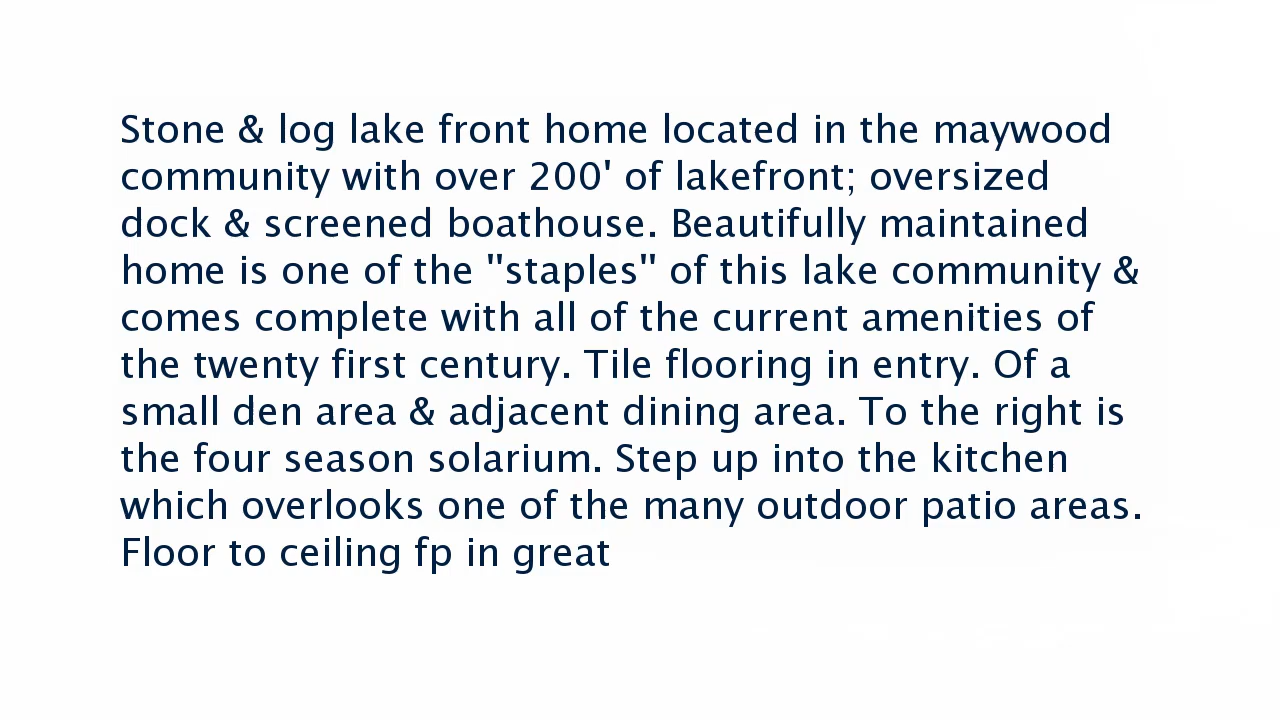 Stone & log lake front home located in the maywood
community with over 200' of lakefront; oversized
dock & screened boathouse. Beautifully maintained
home is one of the "staples" of this lake community &
comes complete with all of the current amenities of
the twenty first century. Tile flooring in entry. Of a
small den area & adjacent dining area. To the right is
the four season solarium. Step up into the kitchen
which overlooks one of the many outdoor patio areas.
Floor to ceiling fp in great